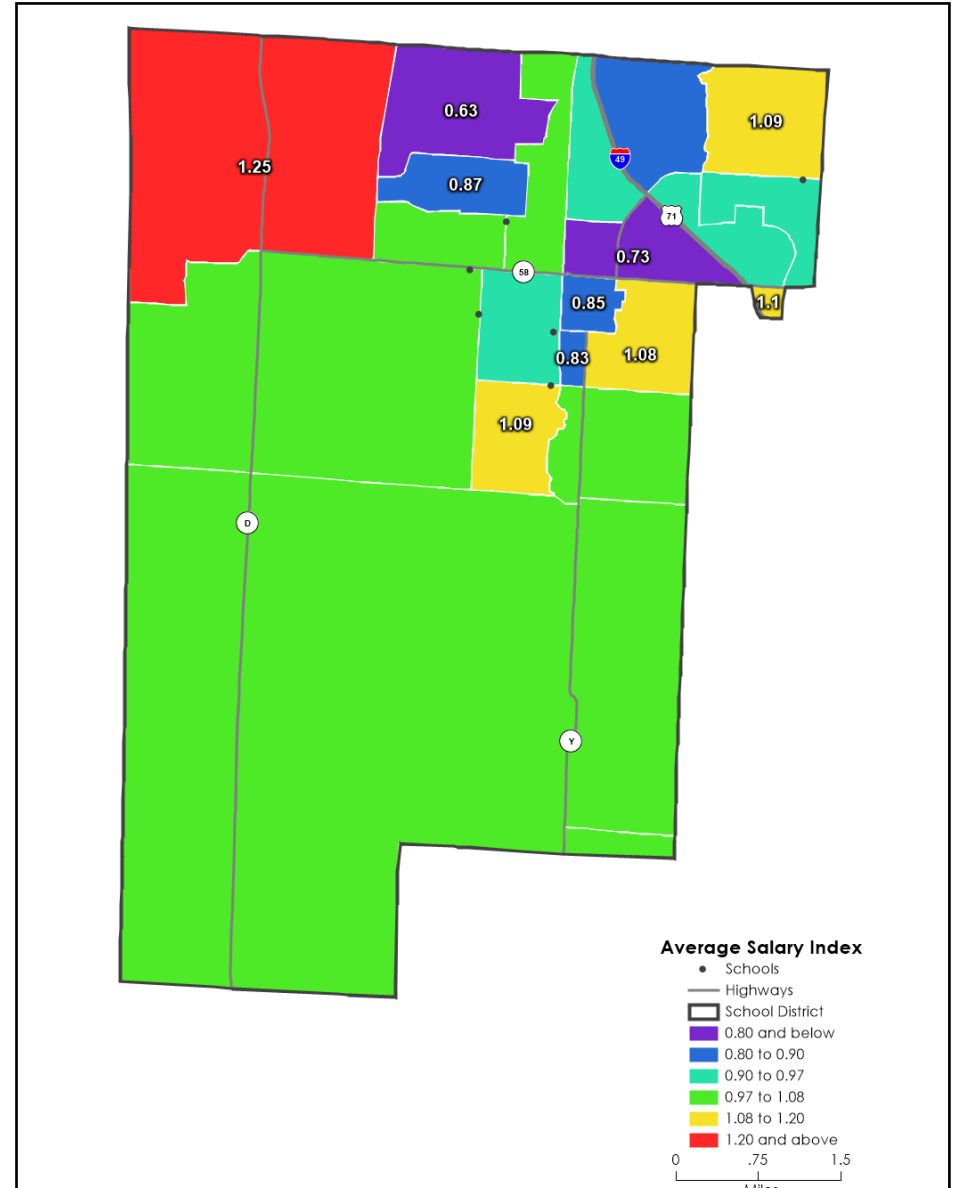 0.63
1.09
49
1.25
0.87
71
0.73
58
0.85
1.1
0.83
1.08
1.09
D
Y
Average Salary Index
Schools
Highways
School District
0.80 and below
0.80 to 0.90
0.90 to 0.97
0.97 to 1.08
1.08 to 1.20
1.20 and above
0 .75 1.5
Miles